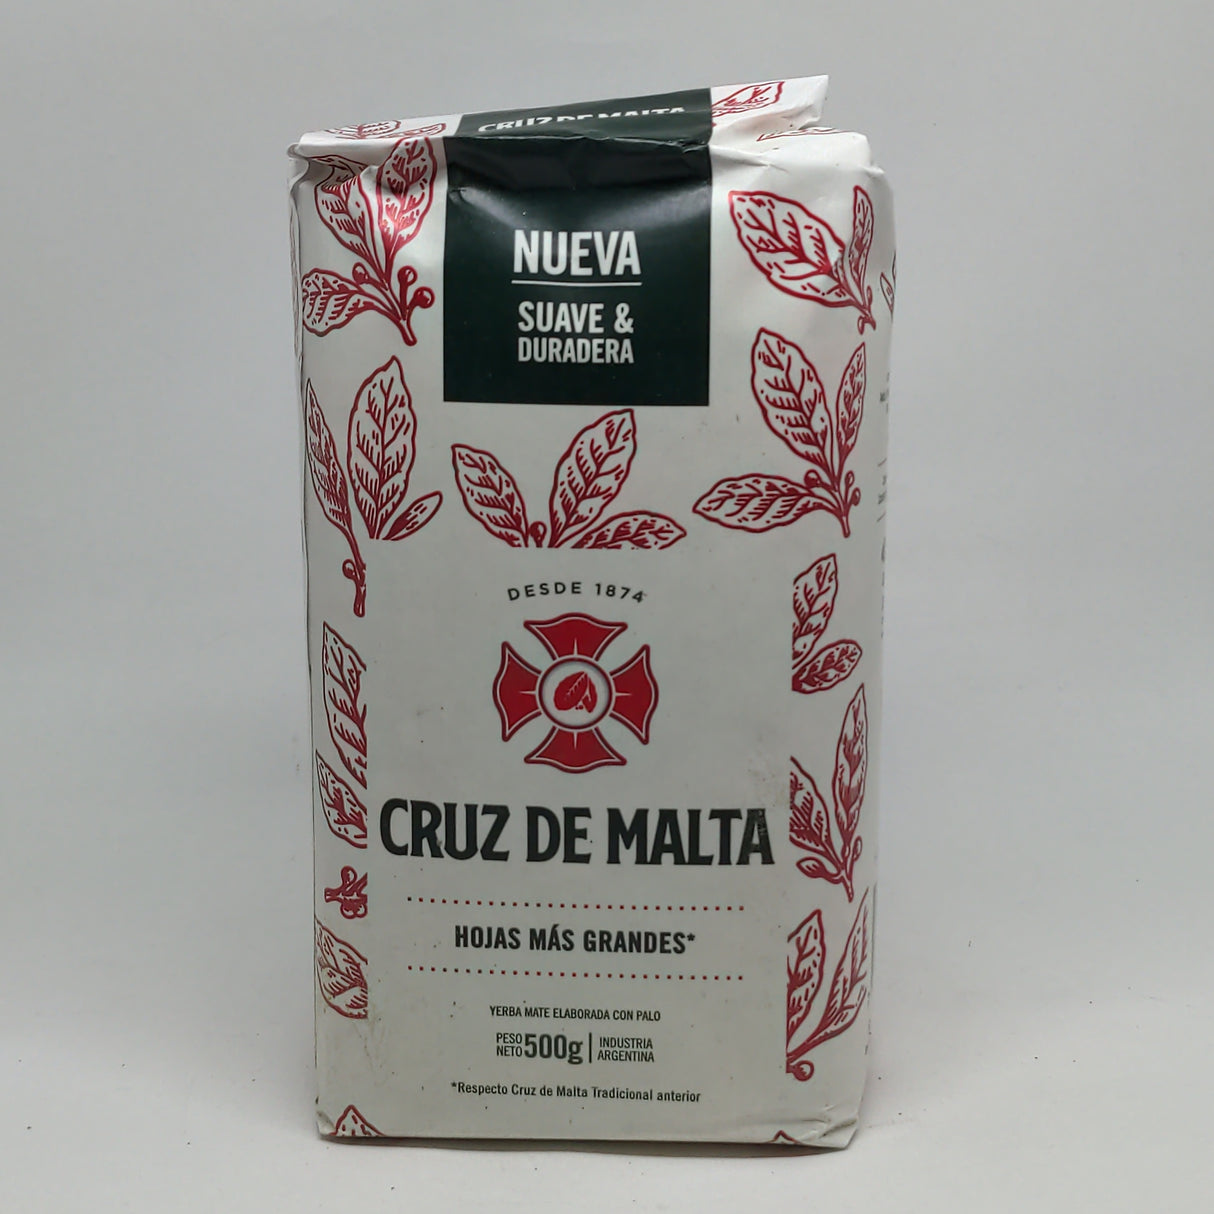 CRUZ DE MALTA
NUEVA
SUAVE &
DURADERA
DESDE 1874
CRUZ DE MALTA
HOJAS MÁS GRANDES*
YERBA MATE ELABORADA CON PALO
PESO NETO 500g | INDUSTRIA ARGENTINA
*Respecto Cruz de Malta Tradicional anterior